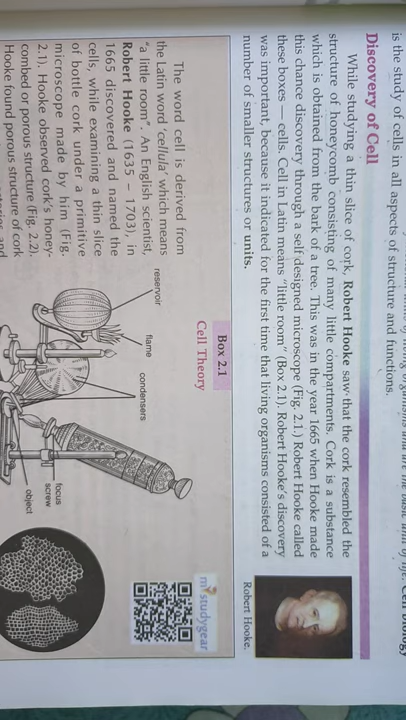 is the study of cells in all aspects of structure and functions.
Discovery of Cell
While studying a thin slice of cork, Robert Hooke saw that the cork resembled the
structure of honeycomb consisting of many little compartments. Cork is a substance
which is obtained from the bark of a tree. This was in the year 1665 when Hooke made
this chance discovery through a self designed microscope (Fig. 2.1.) Robert Hooke called
these boxes — cells. Cell in Latin means "little room" (Box 2.1). Robert Hooke's discovery
was important, because it indicated for the first time that living organisms consisted of a
number of smaller structures or units.
Robert Hooke.
Box 2.1
Cell Theory
The word cell is derived from
the Latin word 'cellula' which means
"a little room". An English scientist,
Robert Hooke (1635 – 1703), in
1665 discovered and named the
cells, while examining a thin slice
of bottle cork under a primitive
microscope made by him (Fig.
2.1). Hooke observed cork's honey-
combed or porous structure (Fig. 2.2).
Hooke found porous structure of cork
reservoir
flame
condensers
focus
screw
object
studygear